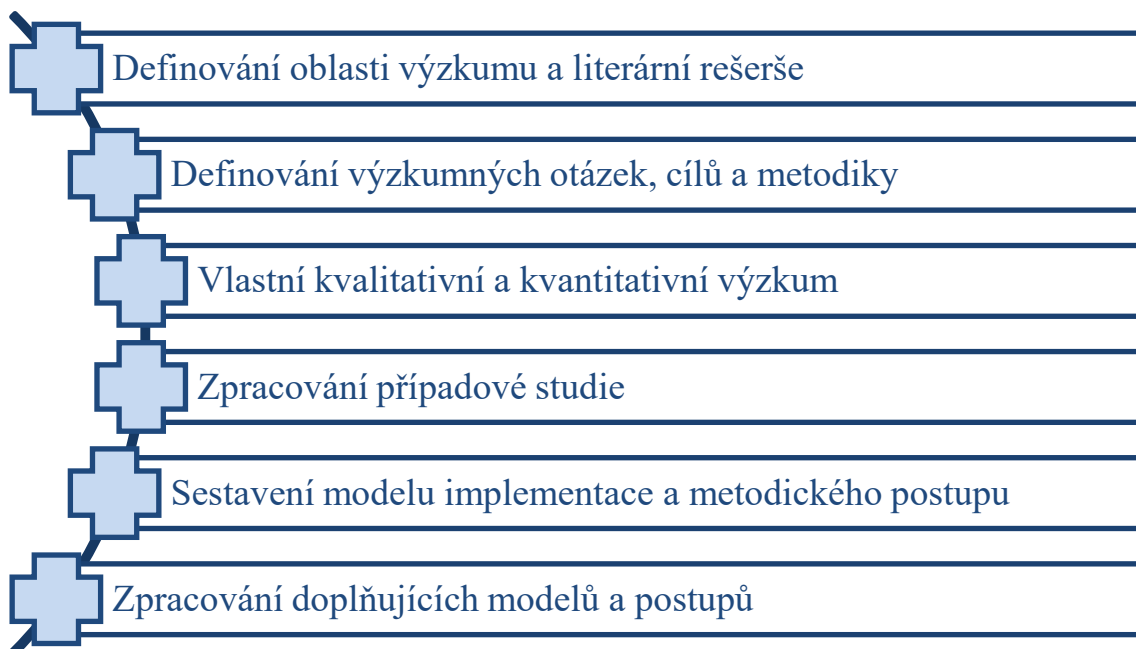 Definování oblasti výzkumu a literární rešerše
Definování výzkumných otázek, cílů a metodiky
Vlastní kvalitativní a kvantitativní výzkum
Zpracování případové studie
Sestavení modelu implementace a metodického postupu
Zpracování doplňujících modelů a postupů